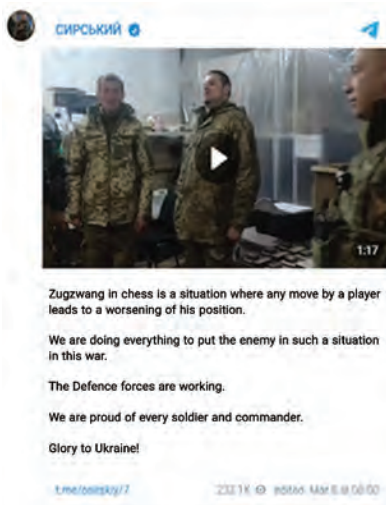 СИРСЬКИЙ
1:17
Zugzwang in chess is a situation where any move by a player
leads to a worsening of his position.
We are doing everything to put the enemy in such a situation
in this war.
The Defence forces are working.
We are proud of every soldier and commander.
Glory to Ukraine!
edited